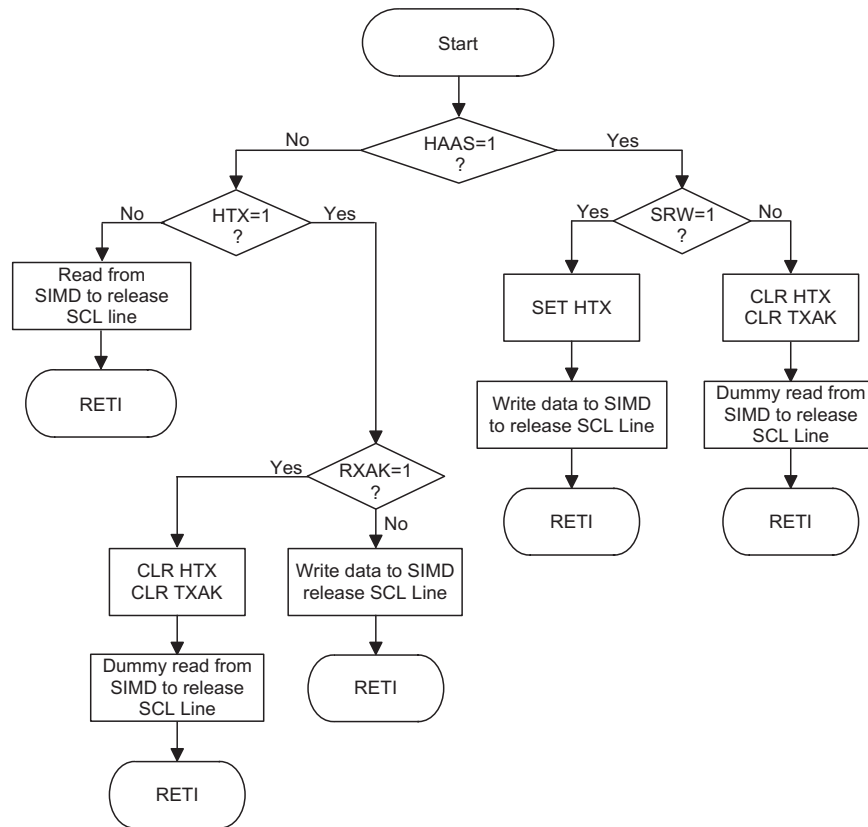 Start
HAAS=1
?
No
Yes
HTX=1
?
No
Yes
SRW=1
?
Yes
No
Read from
SIMD to release
SCL line
RETI
SET HTX
CLR HTX
CLR TXAK
Write data to SIMD
to release SCL Line
Dummy read from
SIMD to release
SCL Line
RETI
RETI
RXAK=1
?
Yes
No
CLR HTX
CLR TXAK
Write data to SIMD
release SCL Line
Dummy read from
SIMD to release
SCL Line
RETI
RETI